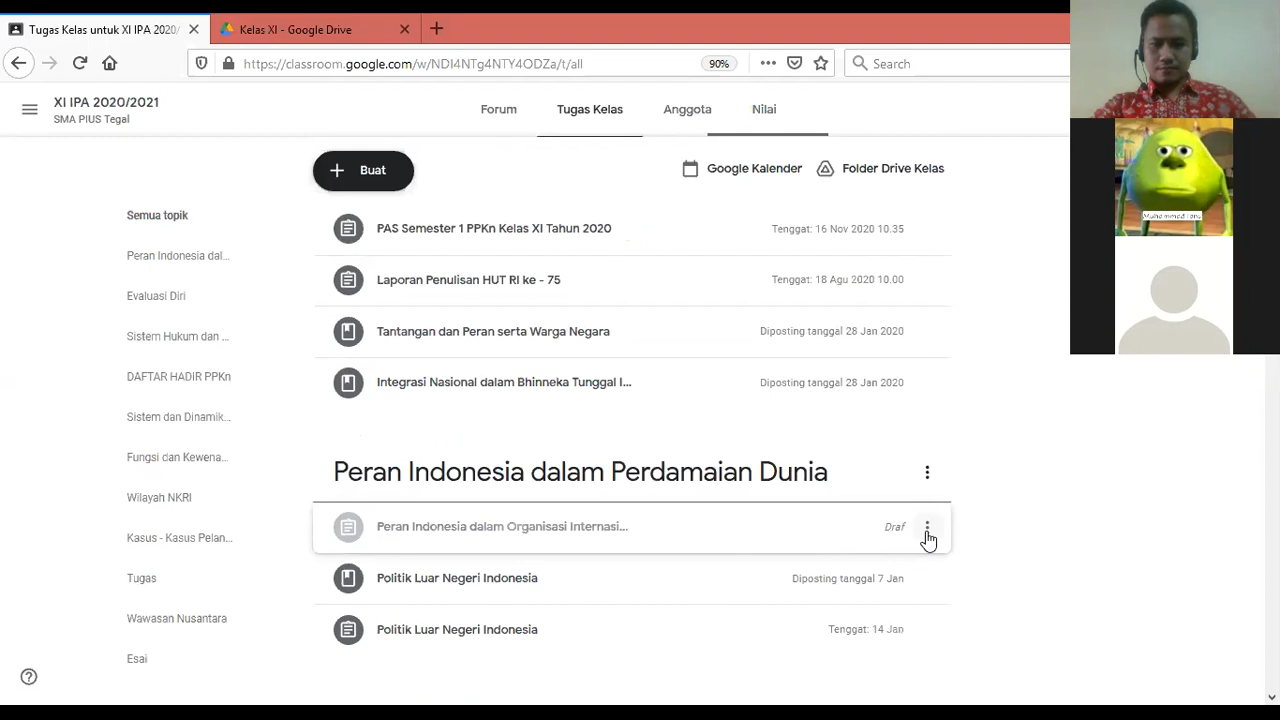 Tugas Kelas untuk XI IPA 2020/
Kelas XI - Google Drive
https://classroom.google.com/w/NDI4NTg4NTY4ODZa/t/all
90%
Search
XI IPA 2020/2021
SMA PIUS Tegal
Forum
Tugas Kelas
Anggota
Nilai
Buat
Google Kalender
Folder Drive Kelas
Semua topik
Peran Indonesia dal...
Evaluasi Diri
Sistem Hukum dan ...
DAFTAR HADIR PPKn
Sistem dan Dinamik...
Fungsi dan Kewena...
Wilayah NKRI
Kasus - Kasus Pelan...
Tugas
Wawasan Nusantara
Esai
PAS Semester 1 PPKn Kelas XI Tahun 2020
Tenggat: 16 Nov 2020 10.35
Laporan Penulisan HUT RI ke - 75
Tenggat: 18 Agu 2020 10.00
Tantangan dan Peran serta Warga Negara
Diposting tanggal 28 Jan 2020
Integrasi Nasional dalam Bhinneka Tunggal I...
Diposting tanggal 28 Jan 2020
Peran Indonesia dalam Perdamaian Dunia
Peran Indonesia dalam Organisasi Internasi...
Draf
Politik Luar Negeri Indonesia
Diposting tanggal 7 Jan
Politik Luar Negeri Indonesia
Tenggat: 14 Jan